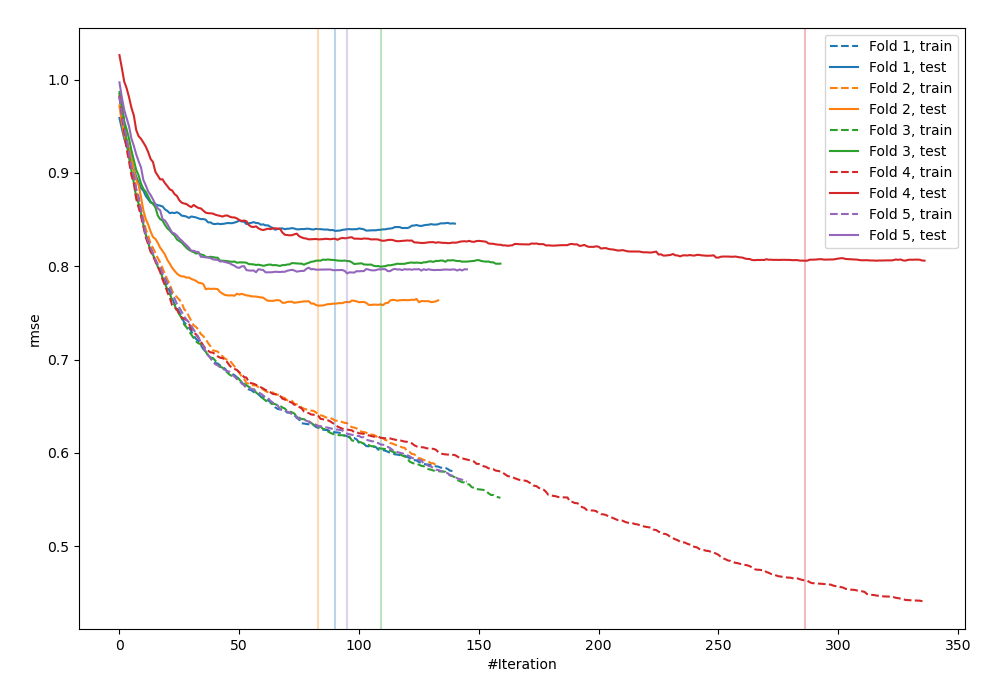 1.0
0.9
0.8
0.7
0.6
0.5
rmse
0
50
100
150
200
250
300
350
#Iteration
Fold 1, train
Fold 1, test
Fold 2, train
Fold 2, test
Fold 3, train
Fold 3, test
Fold 4, train
Fold 4, test
Fold 5, train
Fold 5, test